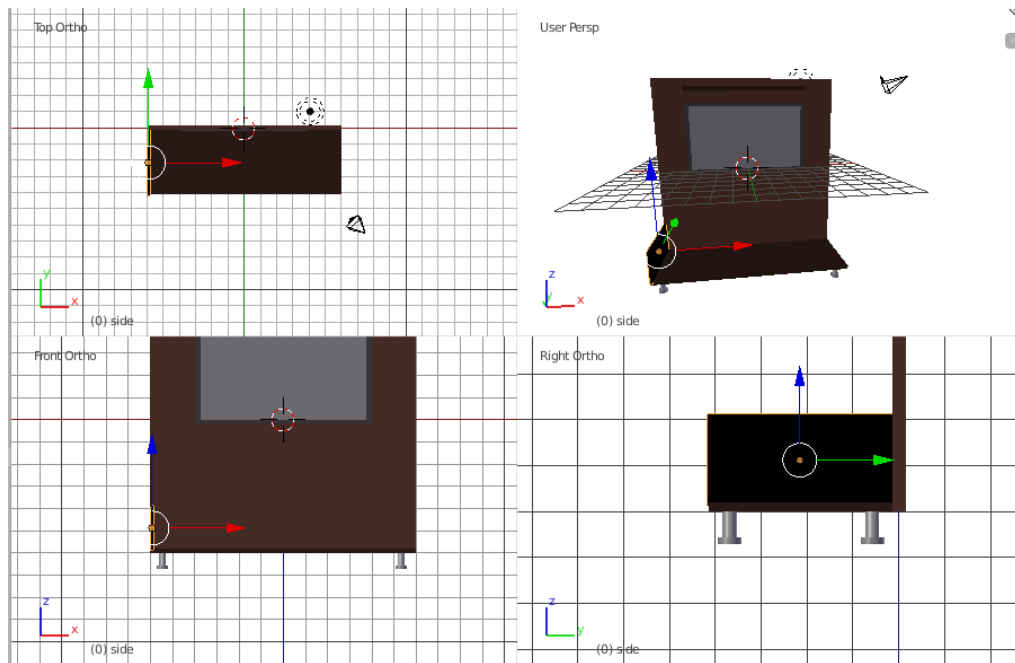 Top Ortho
y
x
(0) side
User Persp
z
y
x
(0) side
Front Ortho
z
x
(0) side
Right Ortho
z
y
(0) side